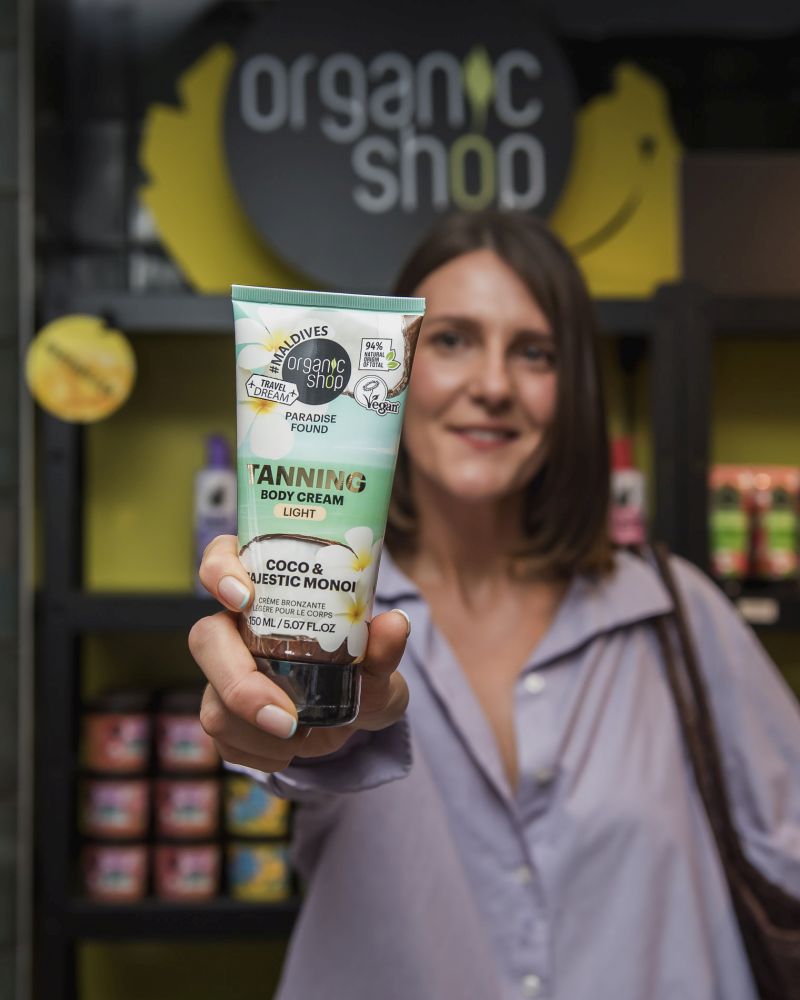 organic
shop
#MALDIVES
organic
shop
94%
NATURAL
ORIGIN
OF TOTAL
TRAVEL
DREAM
Vegan
PARADISE
FOUND
TANNING
BODY CREAM
LIGHT
COCO &
AJESTIC MONOI
CRÈME BRONZANTE
LÉGÈRE POUR LE CORPS
150 ML / 5.07 FL.OZ